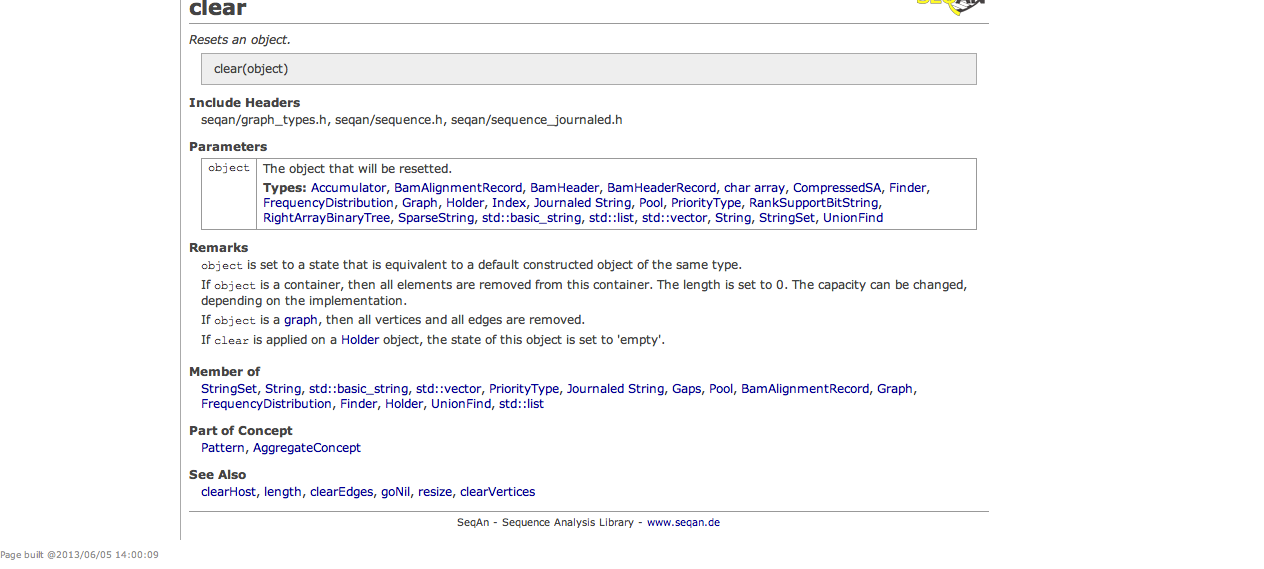 clear
Resets an object.
clear(object)
Include Headers
seqan/graph_types.h, seqan/sequence.h, seqan/sequence_journaled.h
Parameters
object The object that will be resetted.
Types: Accumulator, BamAlignmentRecord, BamHeader, BamHeaderRecord, char array, CompressedSA, Finder,
FrequencyDistribution, Graph, Holder, Index, Journaled String, Pool, PriorityType, RankSupportBitString,
RightArrayBinaryTree, SparseString, std::basic_string, std::list, std::vector, String, StringSet, UnionFind
Remarks
object is set to a state that is equivalent to a default constructed object of the same type.
If object is a container, then all elements are removed from this container. The length is set to 0. The capacity can be changed,
depending on the implementation.
If object is a graph, then all vertices and all edges are removed.
If clear is applied on a Holder object, the state of this object is set to 'empty'.
Member of
StringSet, String, std::basic_string, std::vector, PriorityType, Journaled String, Gaps, Pool, BamAlignmentRecord, Graph,
FrequencyDistribution, Finder, Holder, UnionFind, std::list
Part of Concept
Pattern, AggregateConcept
See Also
clearHost, length, clearEdges, goNil, resize, clearVertices
SeqAn - Sequence Analysis Library - www.seqan.de
Page built @2013/06/05 14:00:09